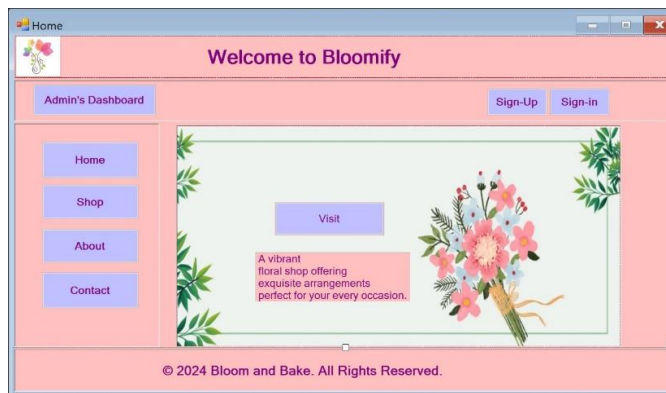 Home
Welcome to Bloomify
Admin's Dashboard
Sign-Up
Sign-in
Home
Shop
About
Contact
Visit
A vibrant
floral shop offering
exquisite arrangements
perfect for your every occasion.
© 2024 Bloom and Bake. All Rights Reserved.